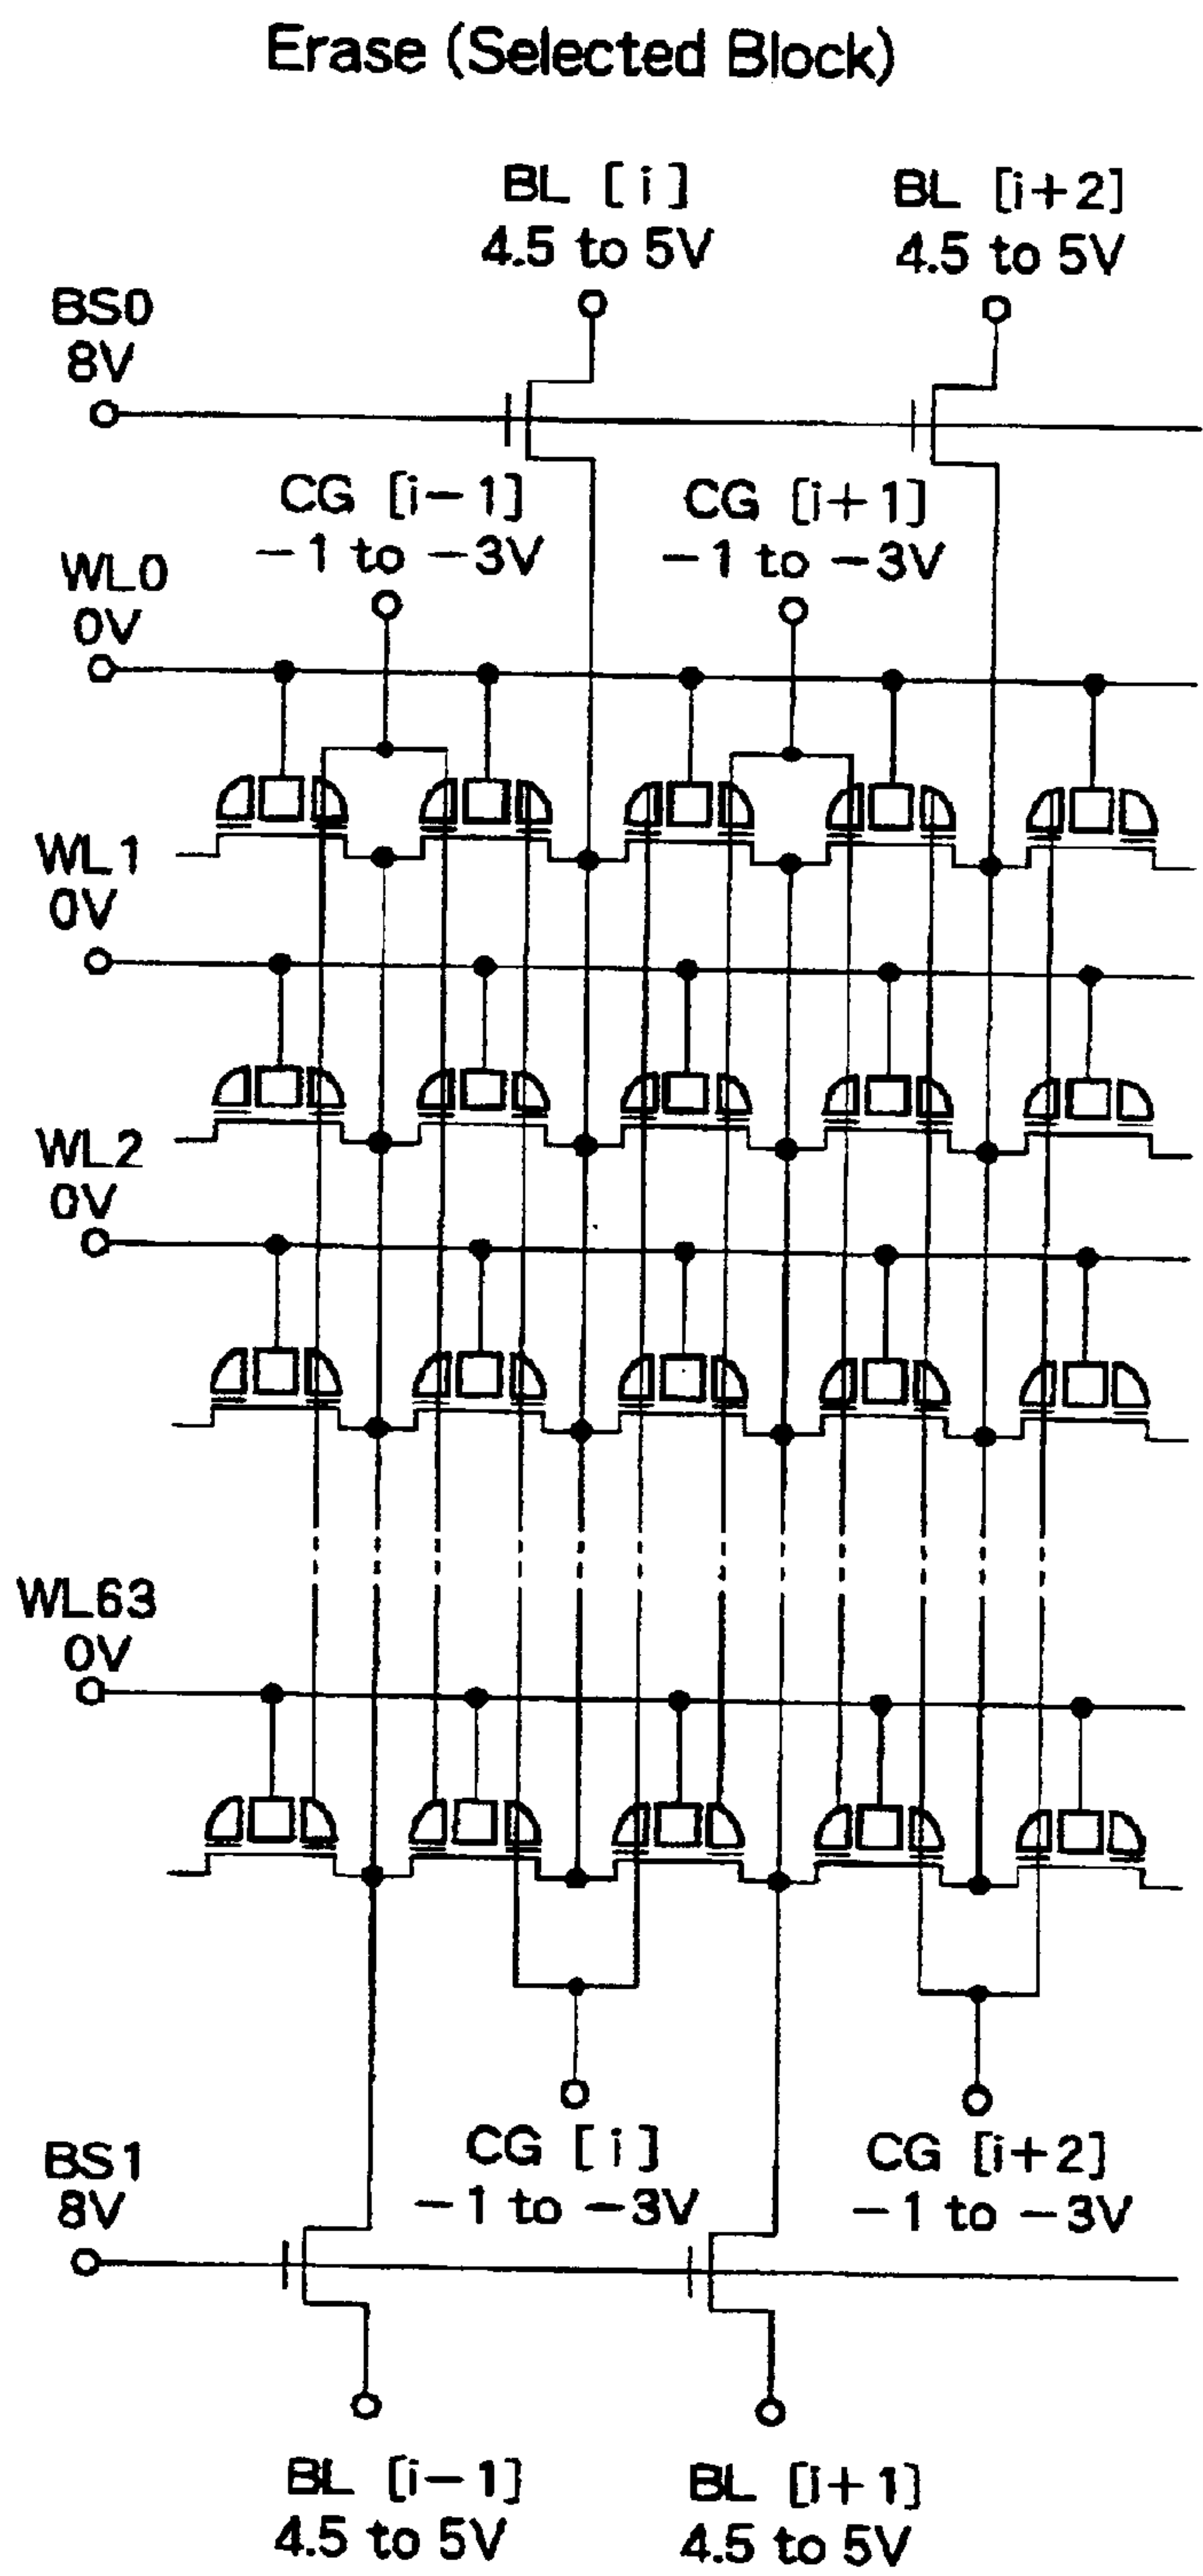 Erase (Selected Block)
BL [i]
4.5 to 5V
BL [i+2]
4.5 to 5V
BS0
8V
CG [i−1]
−1 to −3V
CG [i+1]
−1 to −3V
WL0
0V
WL1
0V
WL2
0V
WL63
0V
CG [i]
−1 to −3V
CG [i+2]
−1 to −3V
BS1
8V
BL [i−1]
4.5 to 5V
BL [i+1]
4.5 to 5V